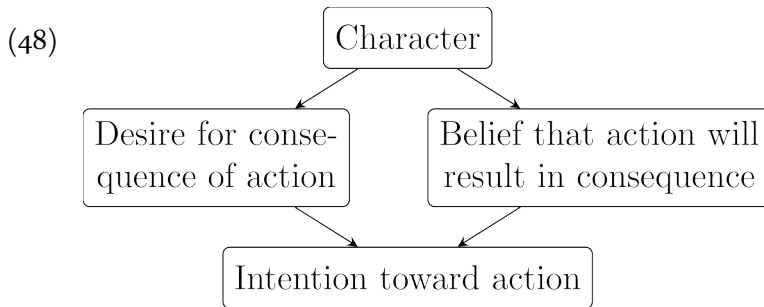 (48)
Character
Desire for conse-
quence of action
Belief that action will
result in consequence
Intention toward action